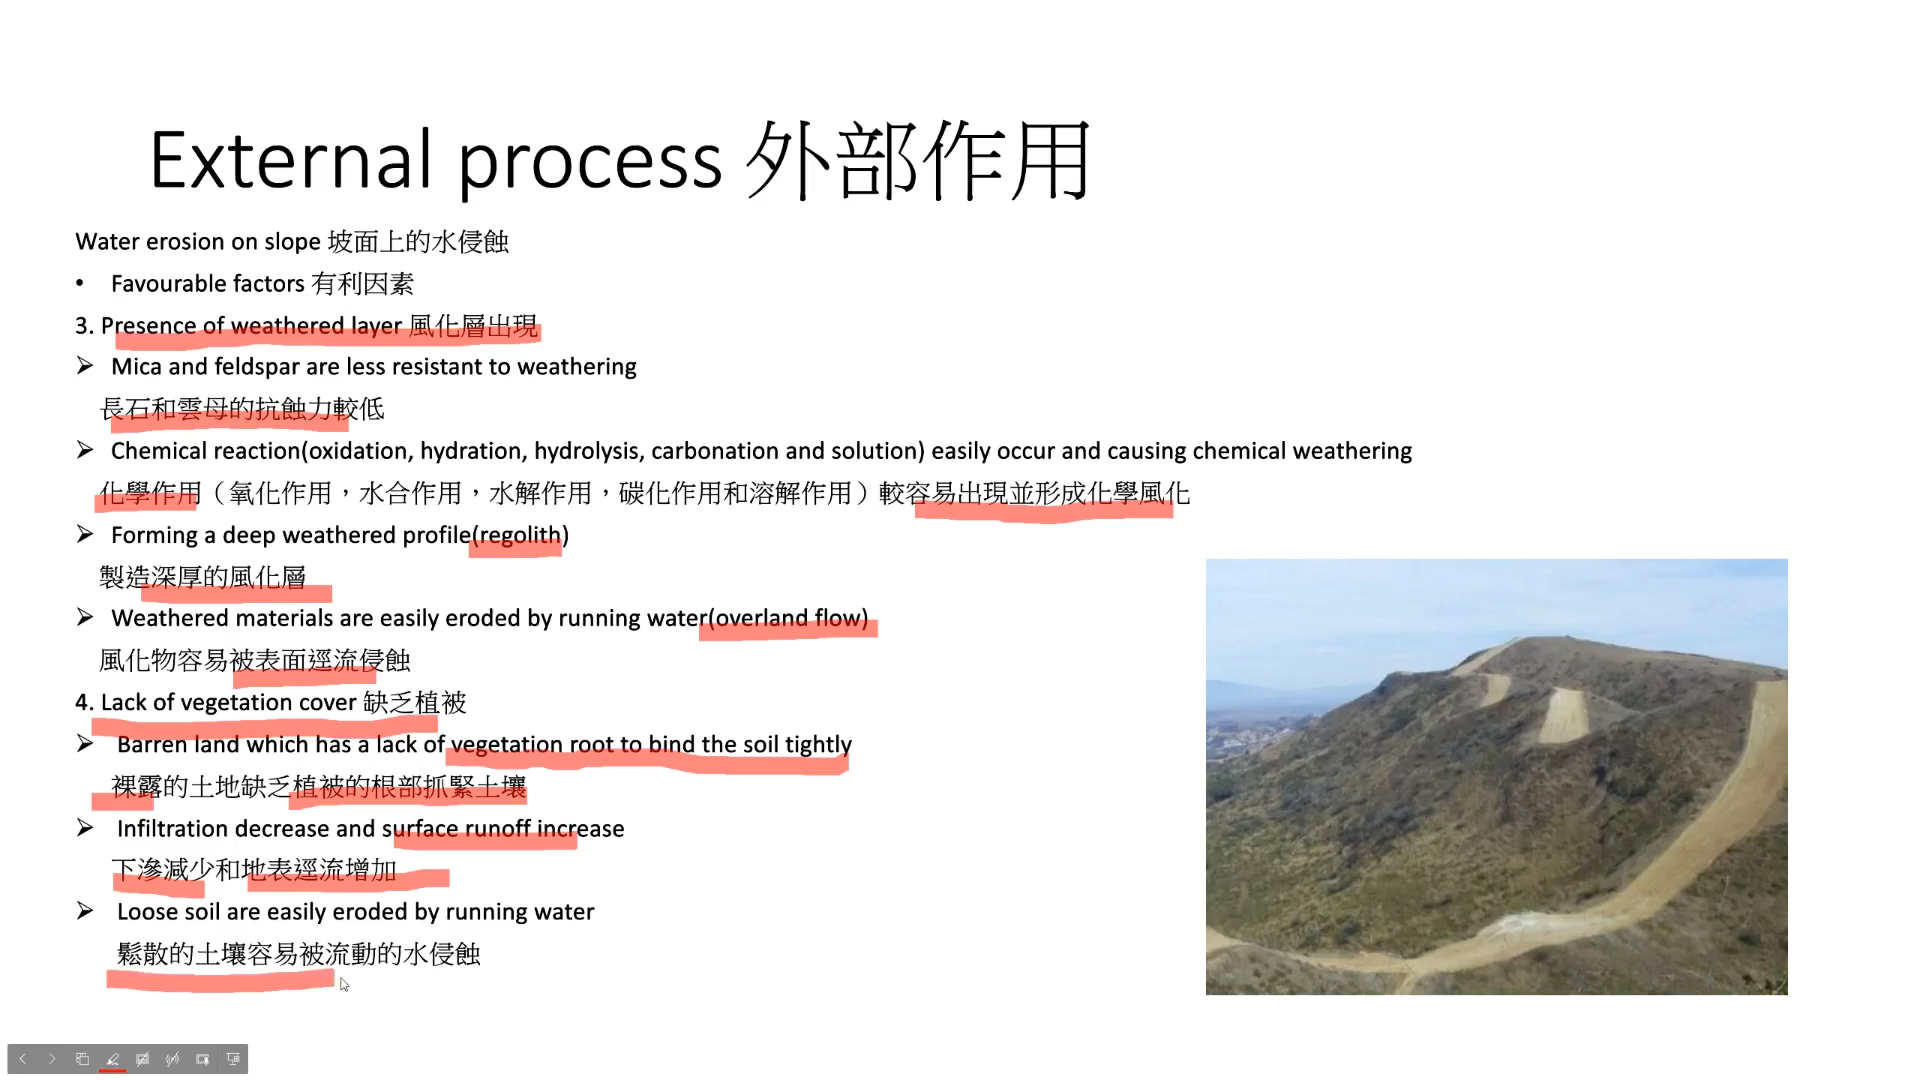 External process 外部作用
Water erosion on slope 坡面上的水侵蝕
• Favourable factors 有利因素
3. Presence of weathered layer 風化層出現
➢ Mica and feldspar are less resistant to weathering
長石和雲母的抗蝕力較低
➢ Chemical reaction(oxidation, hydration, hydrolysis, carbonation and solution) easily occur and causing chemical weathering
化學作用（氧化作用，水合作用，水解作用，碳化作用和溶解作用）較容易出現並形成化學風化
➢ Forming a deep weathered profile(regolith)
製造深厚的風化層
➢ Weathered materials are easily eroded by running water(overland flow)
風化物容易被表面逕流侵蝕
4. Lack of vegetation cover 缺乏植被
➢ Barren land which has a lack of vegetation root to bind the soil tightly
裸露的土地缺乏植被的根部抓緊土壤
➢ Infiltration decrease and surface runoff increase
下滲減少和地表逕流增加
➢ Loose soil are easily eroded by running water
鬆散的土壤容易被流動的水侵蝕